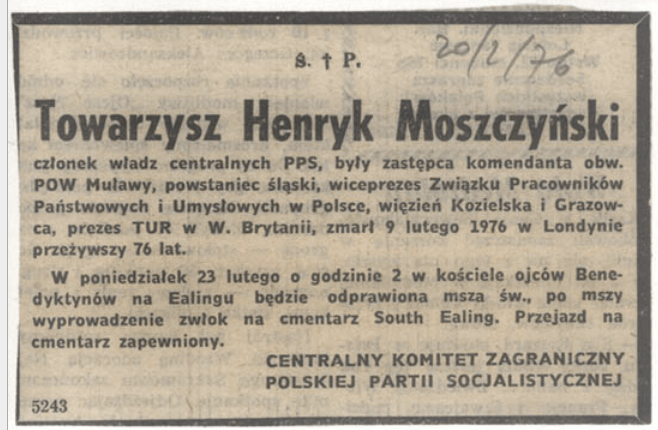 Ś. † P.
20/2/76
Towarzysz Henryk Moszczyński
członek władz centralnych PPS, były zastępca komendanta obw.
POW Muławy, powstaniec śląski, wiceprezes Związku Pracowników
Państwowych i Umysłowych w Polsce, więzień Kozielska i Grazow-
ca, prezes TUR w W. Brytanii, zmarł 9 lutego 1976 w Londynie
przeżywszy 76 lat.
W poniedziałek 23 lutego o godzinie 2 w kościele ojców Bene-
dyktynów na Ealingu będzie odprawiona msza św., po mszy
wyprowadzenie zwłok na cmentarz South Ealing. Przejazd na
cmentarz zapewniony.
CENTRALNY KOMITET ZAGRANICZNY
POLSKIEJ PARTII SOCJALISTYCZNEJ
5243